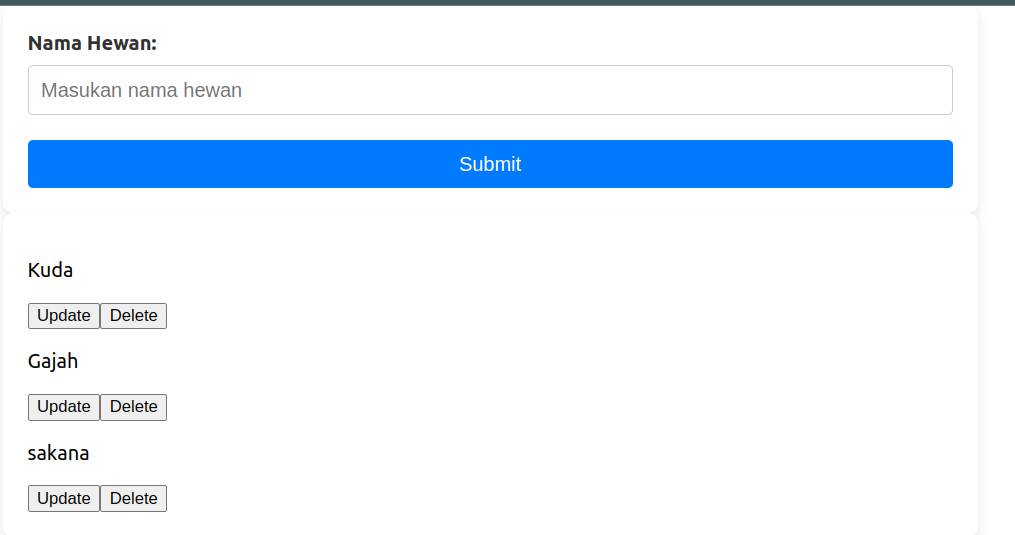 Nama Hewan:
Masukan nama hewan
Submit
Kuda
Update Delete
Gajah
Update Delete
sakana
Update Delete